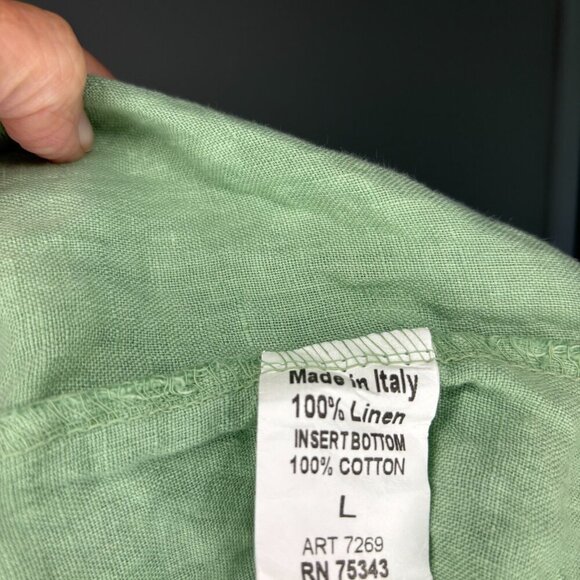 Made in Italy
100% Linen
INSERT BOTTOM
100% COTTON
L
ART 7269
RN 75343